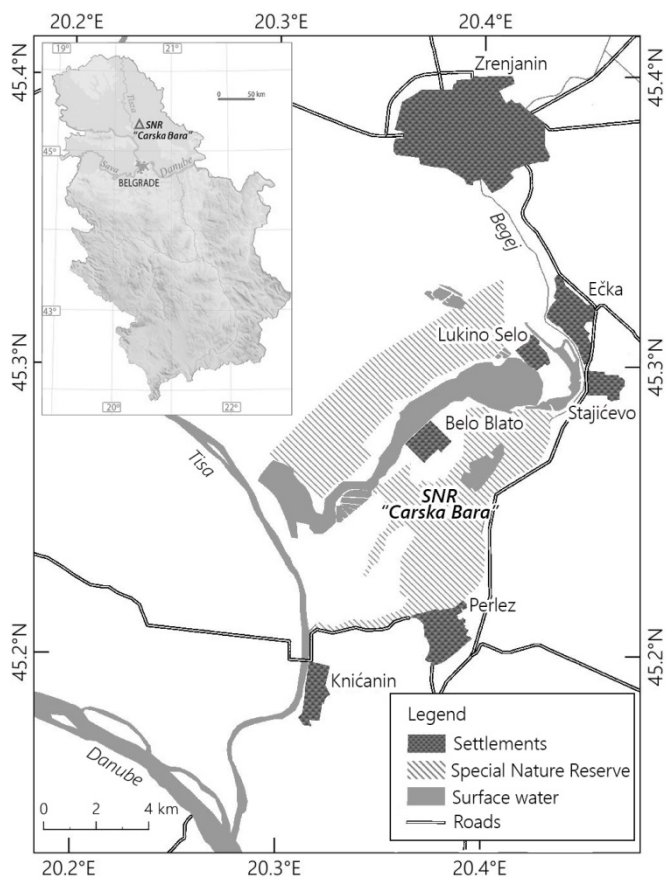 20.2°E
20.3°E
20.4°E
45.4°N
45.4°N
19°
21°
Tisa
0 50 km
SNR
"Carska Bara"
45°
Sava
Danube
BELGRADE
43°
20°
22°
Zrenjanin
Begej
Ečka
Lukino Selo
45.3°N
45.3°N
Stajićevo
Belo Blato
Tisa
SNR
"Carska Bara"
Perlez
45.2°N
45.2°N
Knićanin
Danube
0 2 4 km
Legend
Settlements
Special Nature Reserve
Surface water
Roads
20.2°E
20.3°E
20.4°E